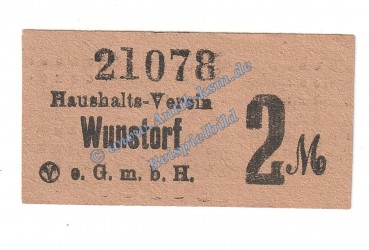 21078
Haushalts-Verein
Wunstorf
e. G. m. b. H.
2 M